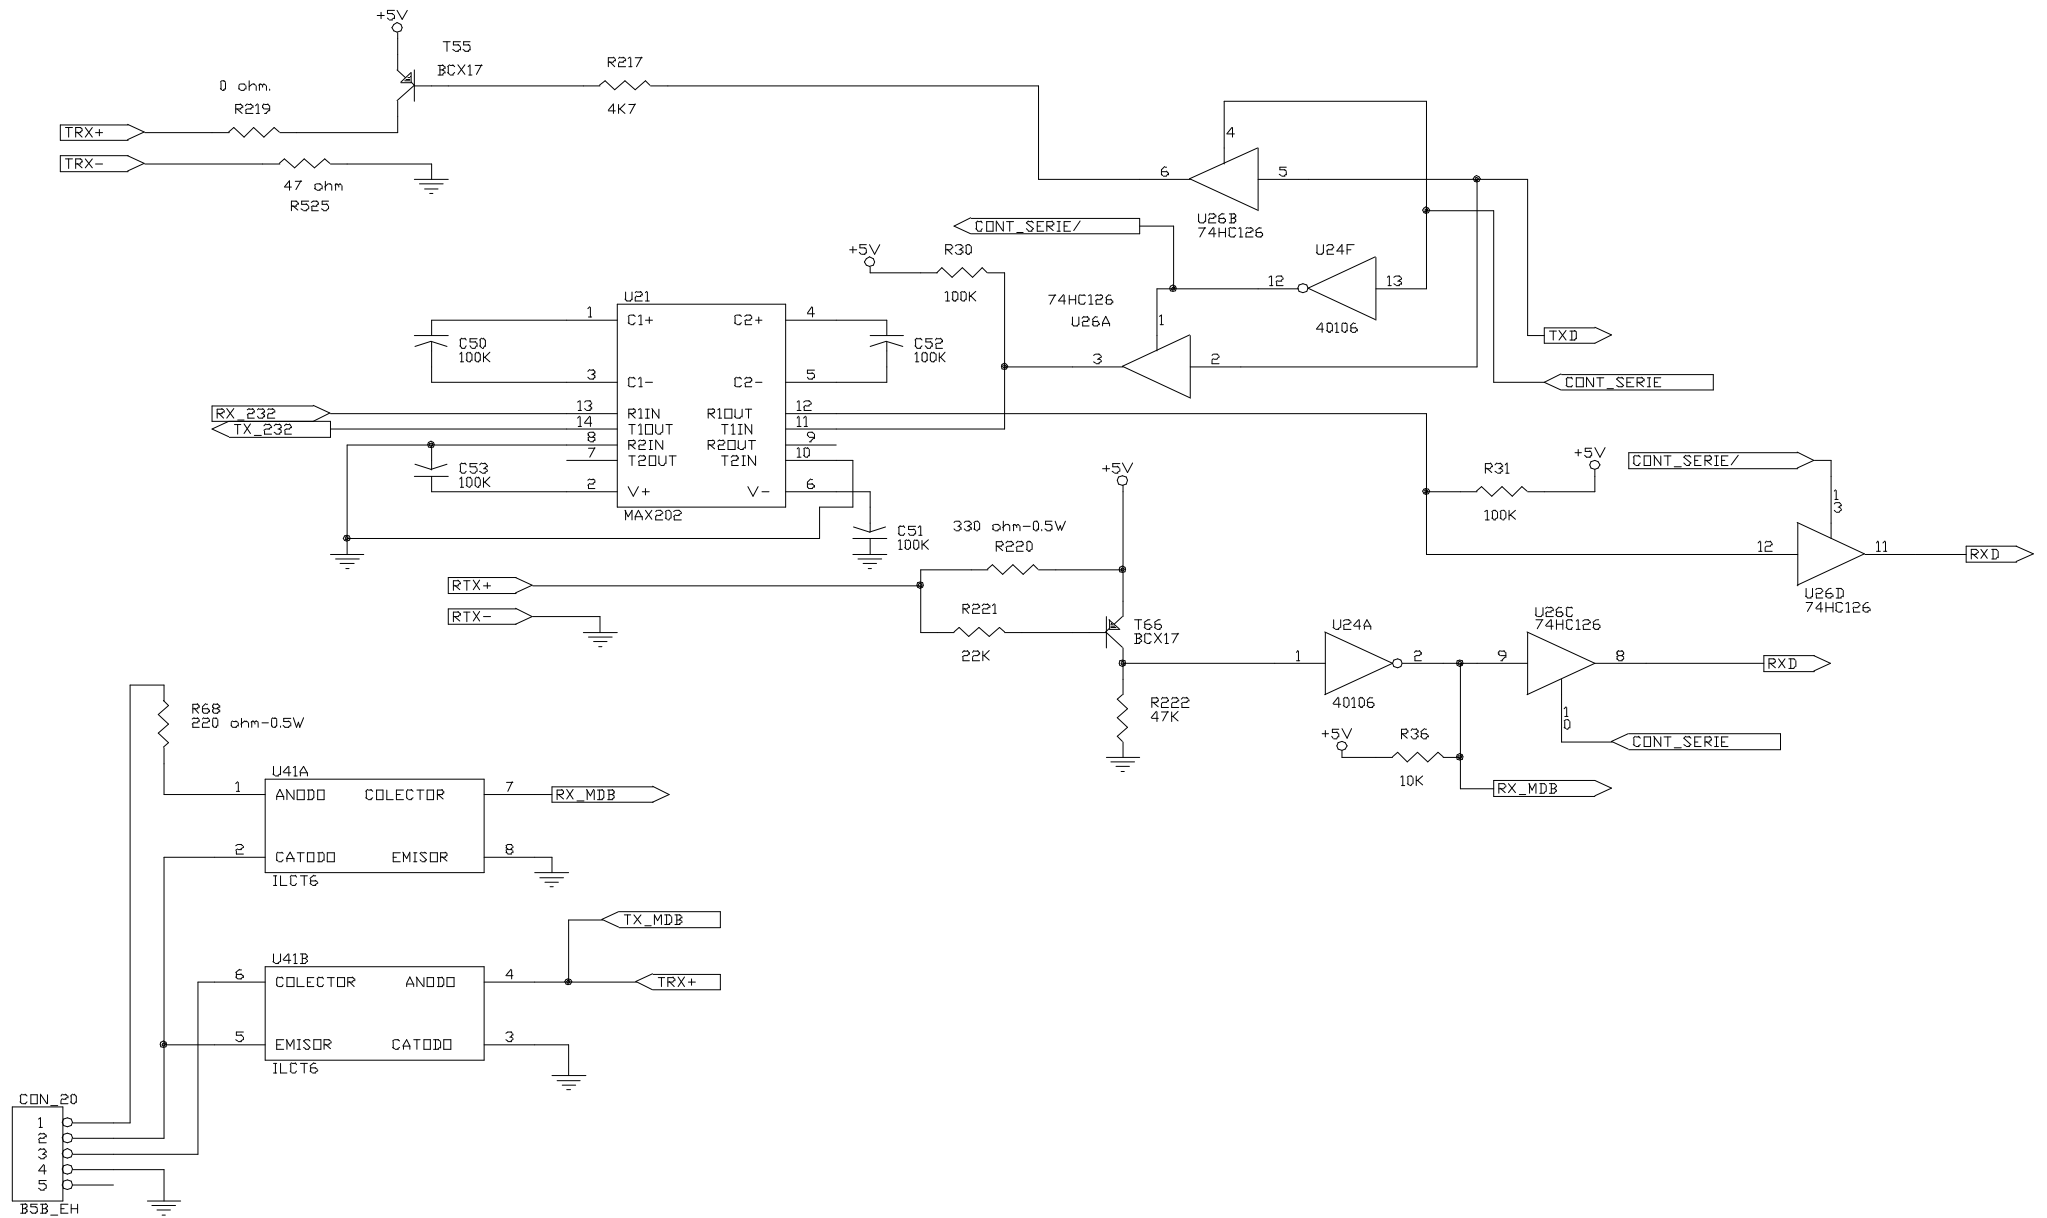 +5V
T55
BCX17
R217
4K7
0 ohm.
R219
TRX+
TRX-
47 ohm
R525
4
6
5
U26B
74HC126
CONT_SERIE/
+5V
R30
100K
U24F
12
13
40106
74HC126
U26A
1
3
2
TXD
CONT_SERIE
U21
1
C1+
C2+
4
C50
100K
C52
100K
3
C1-
C2-
5
RX_232
13
R1IN
R1OUT
12
TX_232
14
T1OUT
T1IN
11
8
R2IN
R2OUT
9
7
T2OUT
T2IN
10
C53
100K
2
V+
V-
6
MAX202
C51
100K
+5V
R31
100K
+5V
CONT_SERIE/
13
12
11
RXD
U26D
74HC126
330 ohm-0.5W
R220
RTX+
RTX-
R221
22K
T66
BCX17
R222
47K
U24A
1
2
40106
U26C
74HC126
9
8
RXD
10
CONT_SERIE
+5V
R36
10K
RX_MDB
R68
220 ohm-0.5W
U41A
1
ANODO
COLECTOR
7
RX_MDB
2
CATODO
EMISOR
8
ILCT6
TX_MDB
U41B
6
COLECTOR
ANODO
4
TRX+
5
EMISOR
CATODO
3
ILCT6
CON_20
1
2
3
4
5
B5B_EH